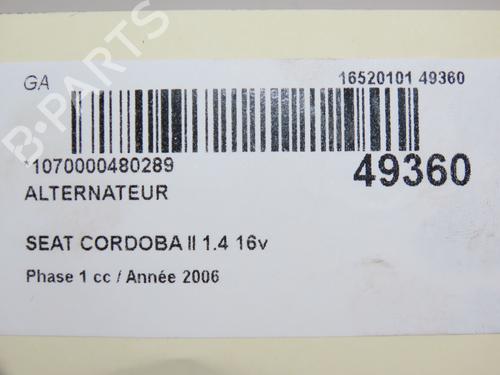 GA
16520101 49360
*1070000480289
49360
ALTERNATEUR
SEAT CORDOBA II 1.4 16v
Phase 1 cc / Année 2006
B-PARTS